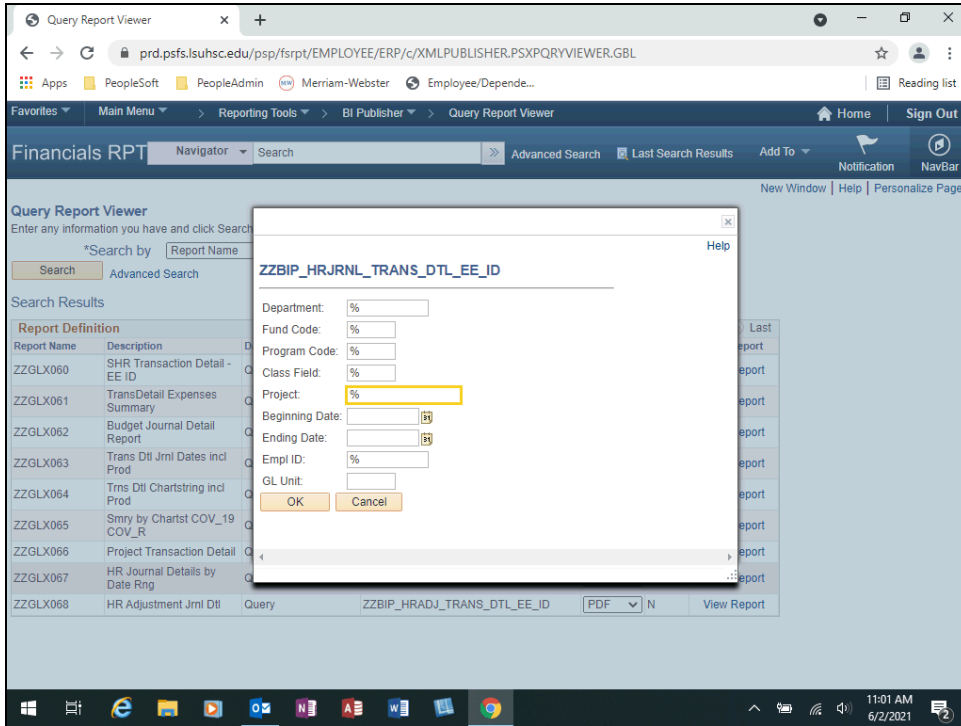 Query Report Viewer
prd.psfs.lsuhsc.edu/psp/fsrpt/EMPLOYEE/ERP/c/XMLPUBLISHER.PSXPQRYVIEWER.GBL
Apps PeopleSoft PeopleAdmin Merriam-Webster Employee/Depende... Reading list
Favorites Main Menu > Reporting Tools > BI Publisher > Query Report Viewer Home Sign Out
Financials RPT Navigator Search » Advanced Search Last Search Results Add To Notification NavBar
New Window | Help | Personalize Page
Query Report Viewer
Enter any information you have and click Search
*Search by Report Name
Search Advanced Search
Search Results
Report Definition Last
Report Name Description
ZZGLX060 SHR Transaction Detail - EE ID
ZZGLX061 TransDetail Expenses Summary
ZZGLX062 Budget Journal Detail Report
ZZGLX063 Trans Dtl Jrnl Dates incl Prod
ZZGLX064 Trns Dtl Chartstring incl Prod
ZZGLX065 Smry by Chartst COV_19 COV_R
ZZGLX066 Project Transaction Detail
ZZGLX067 HR Journal Details by Date Rng
ZZGLX068 HR Adjustment Jrnl Dtl Query ZZBIP_HRADJ_TRANS_DTL_EE_ID PDF N View Report
Help
ZZBIP_HRJRNL_TRANS_DTL_EE_ID
Department: %
Fund Code: %
Program Code: %
Class Field: %
Project: %
Beginning Date: 31
Ending Date: 31
Empl ID: %
GL Unit:
OK Cancel
11:01 AM
6/2/2021
2